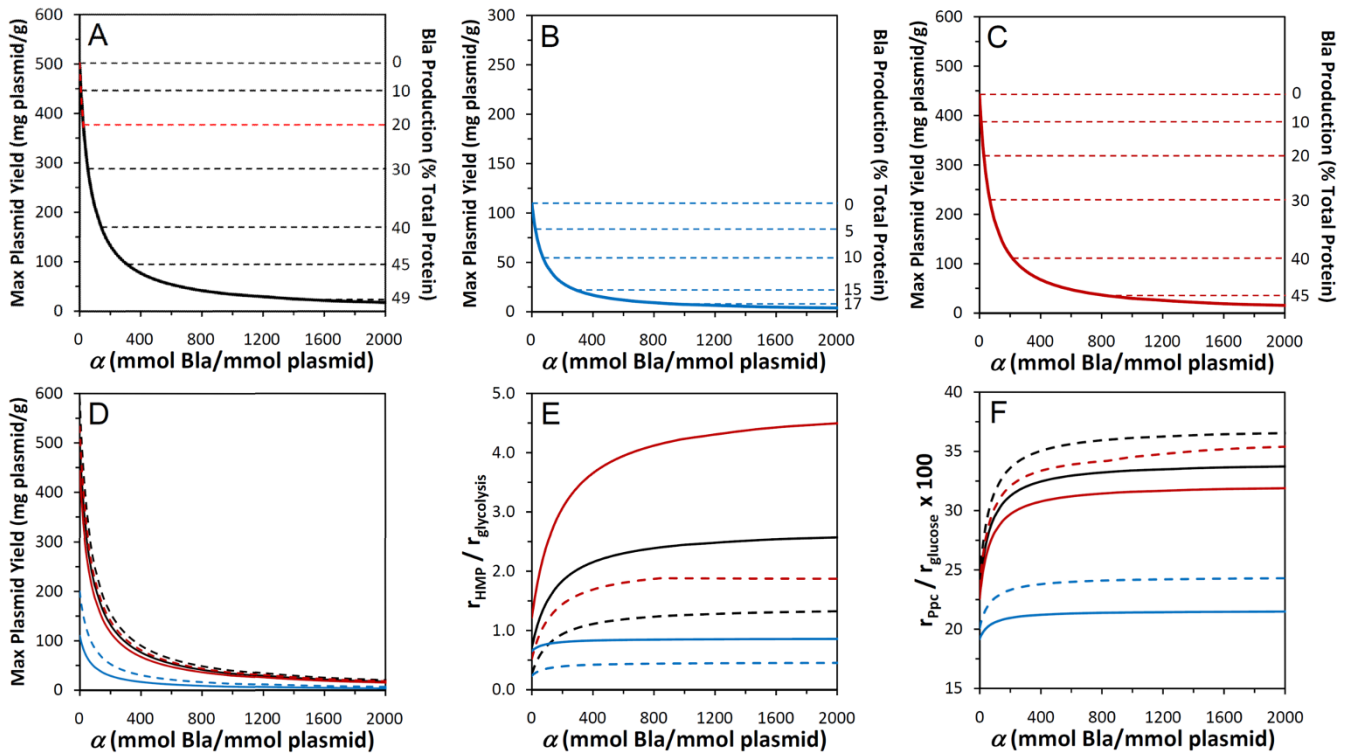 A
Max Plasmid Yield (mg plasmid/g)
600
500
400
300
200
100
0
0 400 800 1200 1600 2000
α (mmol Bla/mmol plasmid)
0
10
20
30
40
45
49
Bla Production (% Total Protein)
B
Max Plasmid Yield (mg plasmid/g)
300
250
200
150
100
50
0
0 400 800 1200 1600 2000
α (mmol Bla/mmol plasmid)
0
5
10
15
17
Bla Production (% Total Protein)
C
Max Plasmid Yield (mg plasmid/g)
600
500
400
300
200
100
0
0 400 800 1200 1600 2000
α (mmol Bla/mmol plasmid)
0
10
20
30
40
45
Bla Production (% Total Protein)
D
Max Plasmid Yield (mg plasmid/g)
600
500
400
300
200
100
0
0 400 800 1200 1600 2000
α (mmol Bla/mmol plasmid)
E
rHMP / rglycolysis
5.0
4.0
3.0
2.0
1.0
0.0
0 400 800 1200 1600 2000
α (mmol Bla/mmol plasmid)
F
rPpc / rglucose x 100
40
35
30
25
20
15
0 400 800 1200 1600 2000
α (mmol Bla/mmol plasmid)